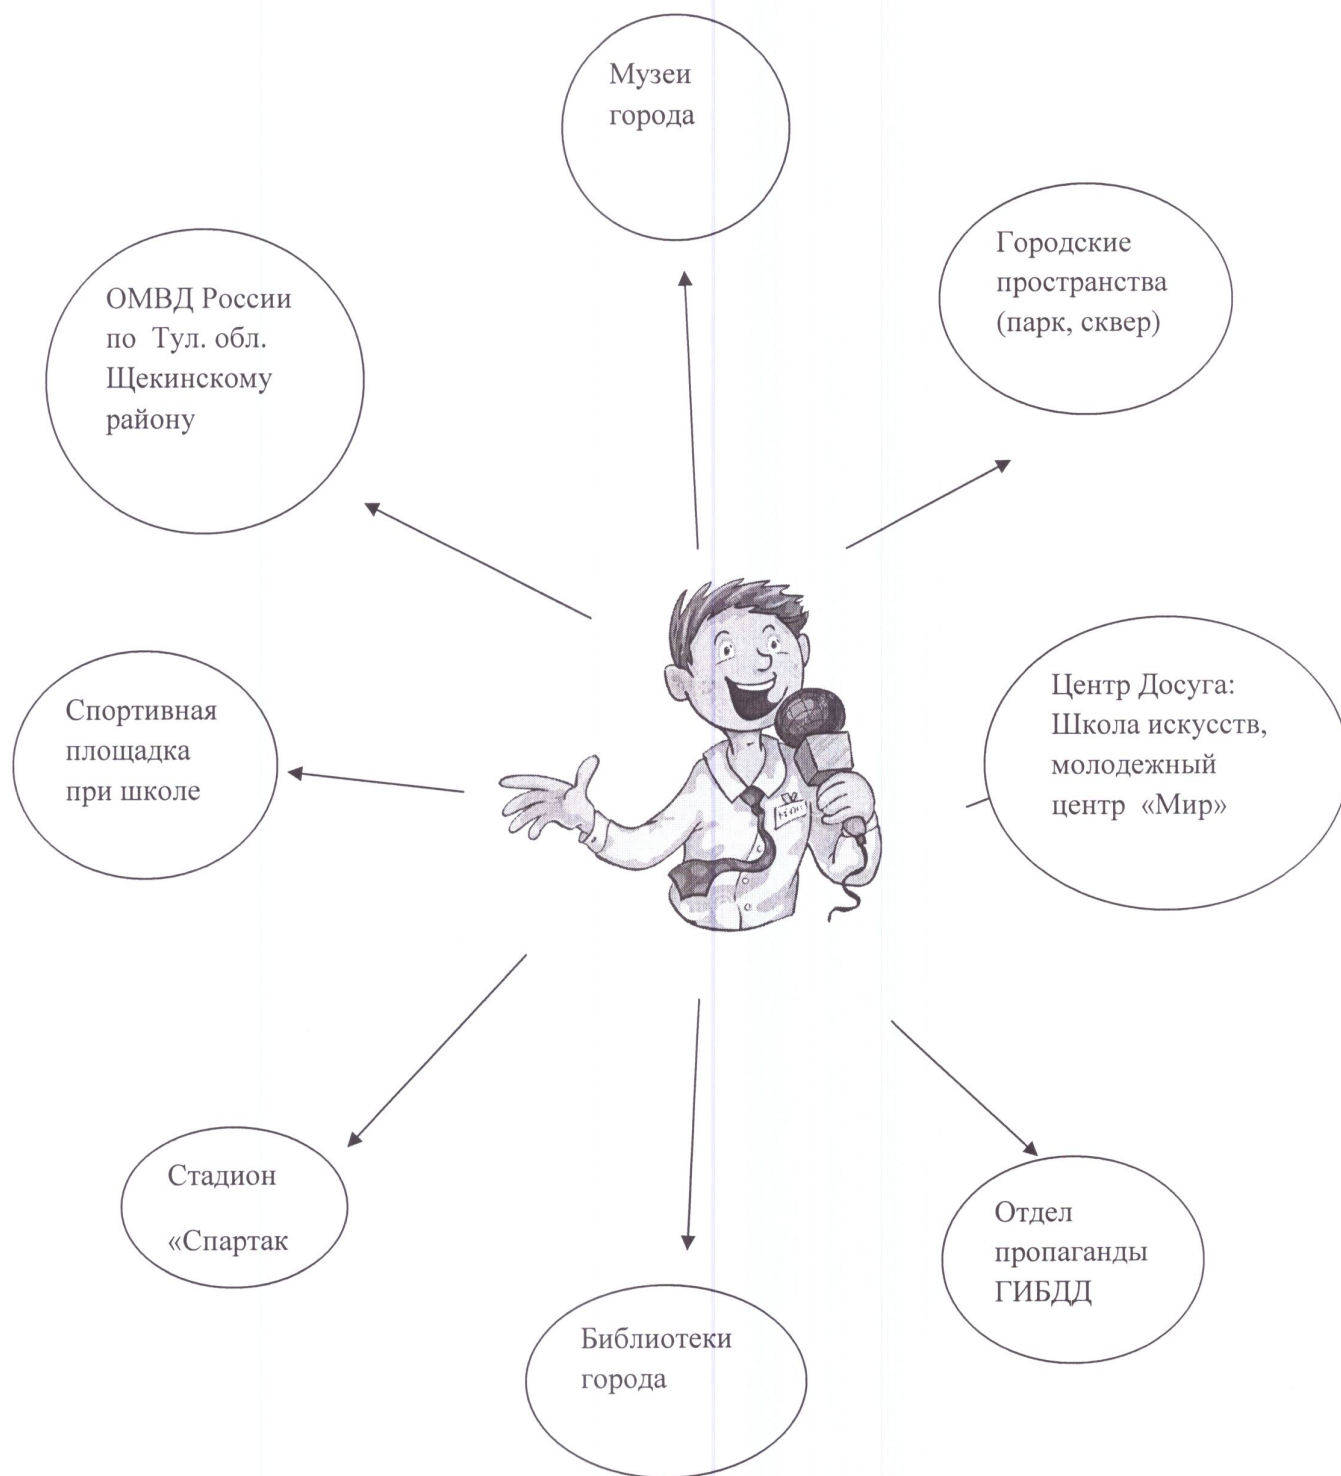 Музеи
города
Городские
пространства
(парк, сквер)
ОМВД России
по Тул. обл.
Щекинскому
району
Центр Досуга:
Школа искусств,
молодежный
центр «Мир»
Спортивная
площадка
при школе
Стадион
«Спартак
Отдел
пропаганды
ГИБДД
Библиотеки
города